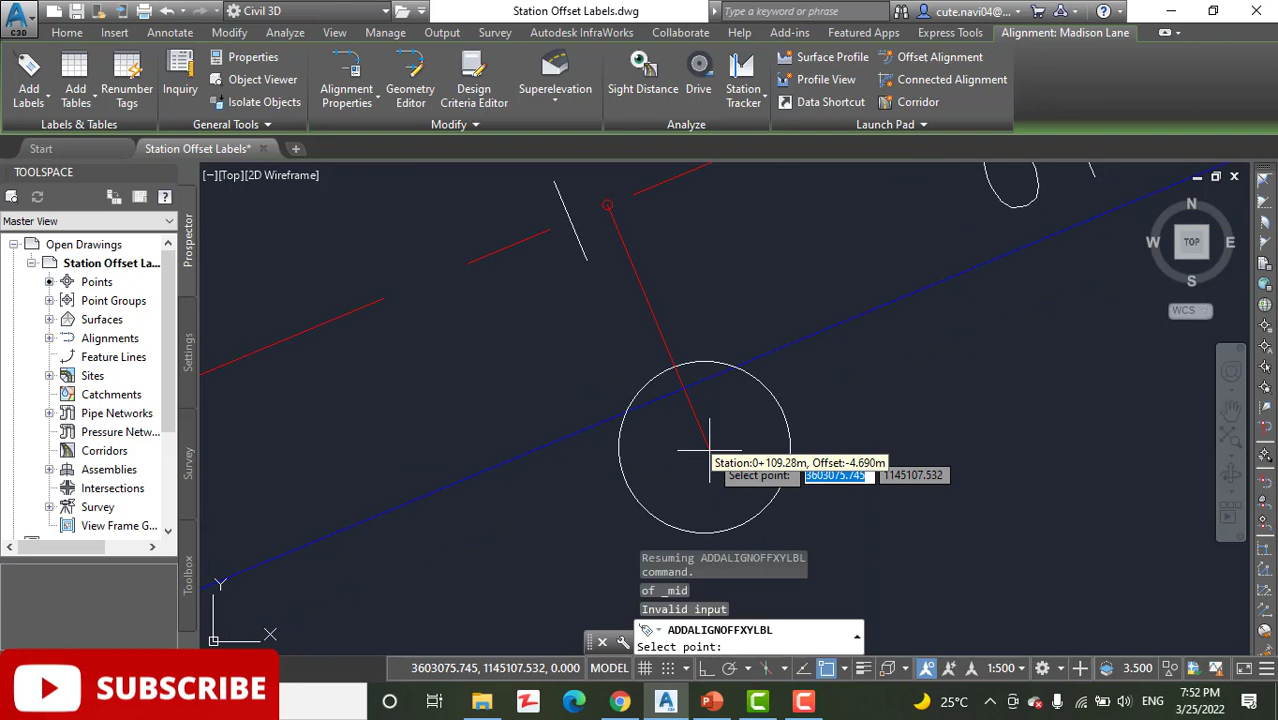 Civil 3D
Station Offset Labels.dwg
Type a keyword or phrase
cute.navi04@...
C3D
Home Insert Annotate Modify Analyze View Manage Output Survey Autodesk InfraWorks Collaborate Help Add-ins Featured Apps Express Tools Alignment: Madison Lane
Add Labels
Add Tables
Renumber Tags
Labels & Tables
Inquiry
Properties
Object Viewer
Isolate Objects
General Tools
Alignment Properties
Geometry Editor
Design Criteria Editor
Superelevation
Modify
Sight Distance
Drive
Station Tracker
Analyze
Surface Profile
Profile View
Data Shortcut
Offset Alignment
Connected Alignment
Corridor
Launch Pad
Start
Station Offset Labels*
TOOLSPACE
Master View
Open Drawings
Station Offset La...
Points
Point Groups
Surfaces
Alignments
Feature Lines
Sites
Catchments
Pipe Networks
Pressure Netw...
Corridors
Assemblies
Intersections
Survey
View Frame G...
Prospector
Settings
Survey
Toolbox
[−][Top][2D Wireframe]
N
W TOP E
S
WCS
Station:0+109.28m, Offset:-4.690m
Select point: 3603075.745 1145107.532
Resuming ADDALIGNOFFXYLBL
command.
of _mid
Invalid input
ADDALIGNOFFXYLBL
Select point:
Y
X
3603075.745, 1145107.532, 0.000 MODEL
1:500
3.500
SUBSCRIBE
25°C
ENG
7:52 PM
3/25/2022